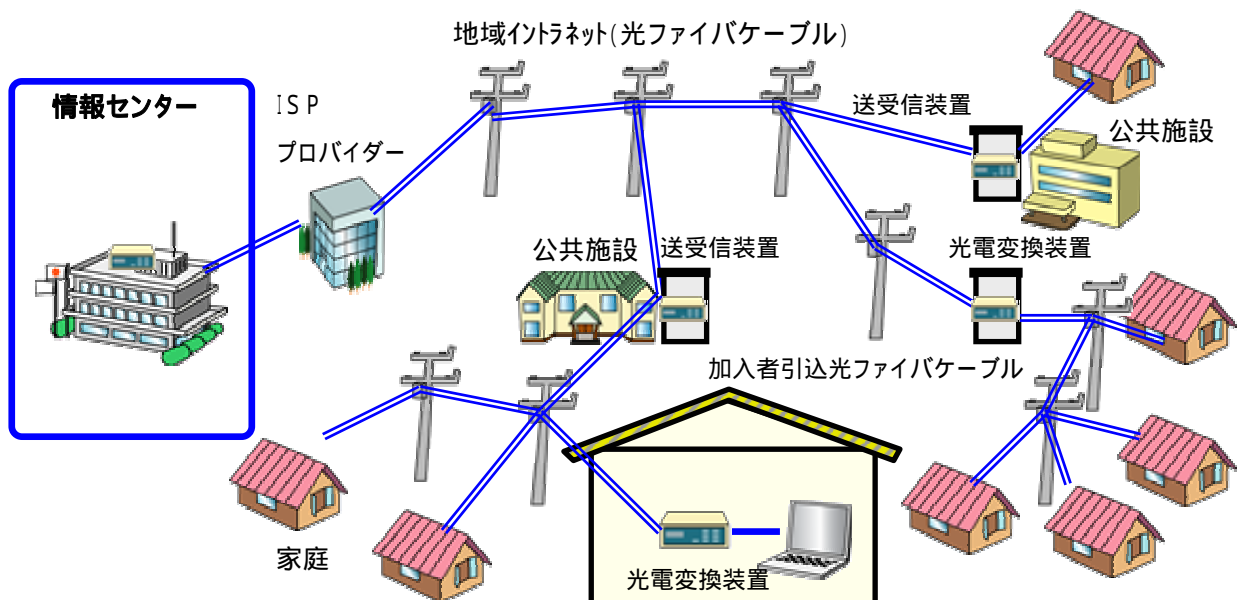 地域イントラネット(光ファイバケーブル)
情報センター
ISP
プロバイダー
送受信装置
公共施設
公共施設
送受信装置
光電変換装置
加入者引込光ファイバケーブル
家庭
光電変換装置